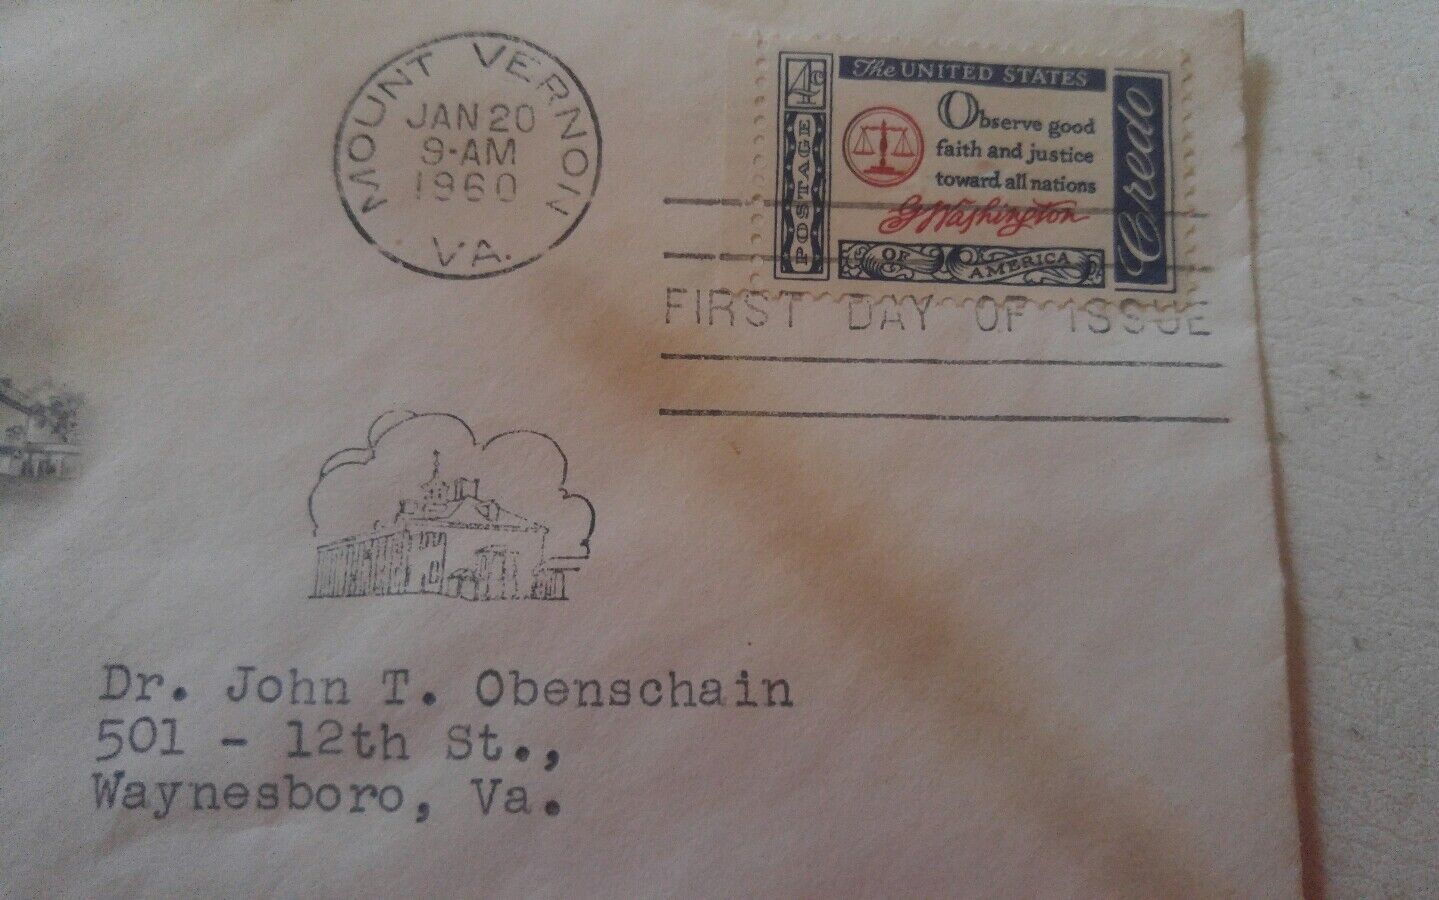 MOUNT VERNON
JAN 20
9-AM
1960
VA.
4c
POSTAGE
The UNITED STATES
Observe good
faith and justice
toward all nations
G Washington
OF AMERICA
Credo
FIRST DAY OF ISSUE
Dr. John T. Obenschain
501 - 12th St.,
Waynesboro, Va.